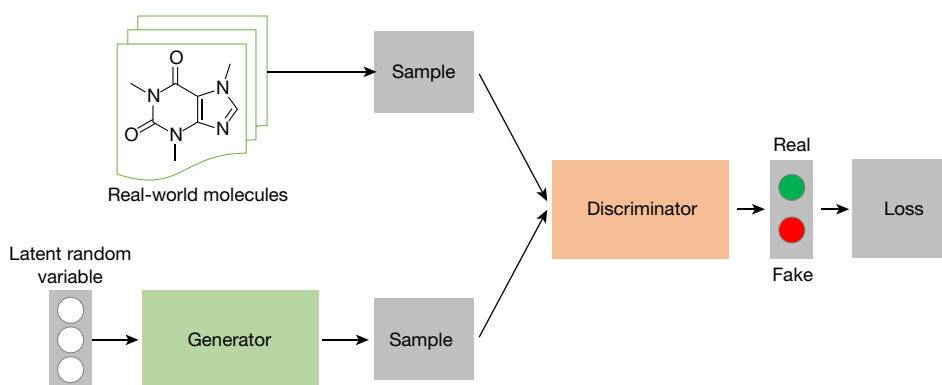 O
N
N
O
N
N
Sample
Real-world molecules
Real
Discriminator
Loss
Fake
Latent random
variable
Generator
Sample